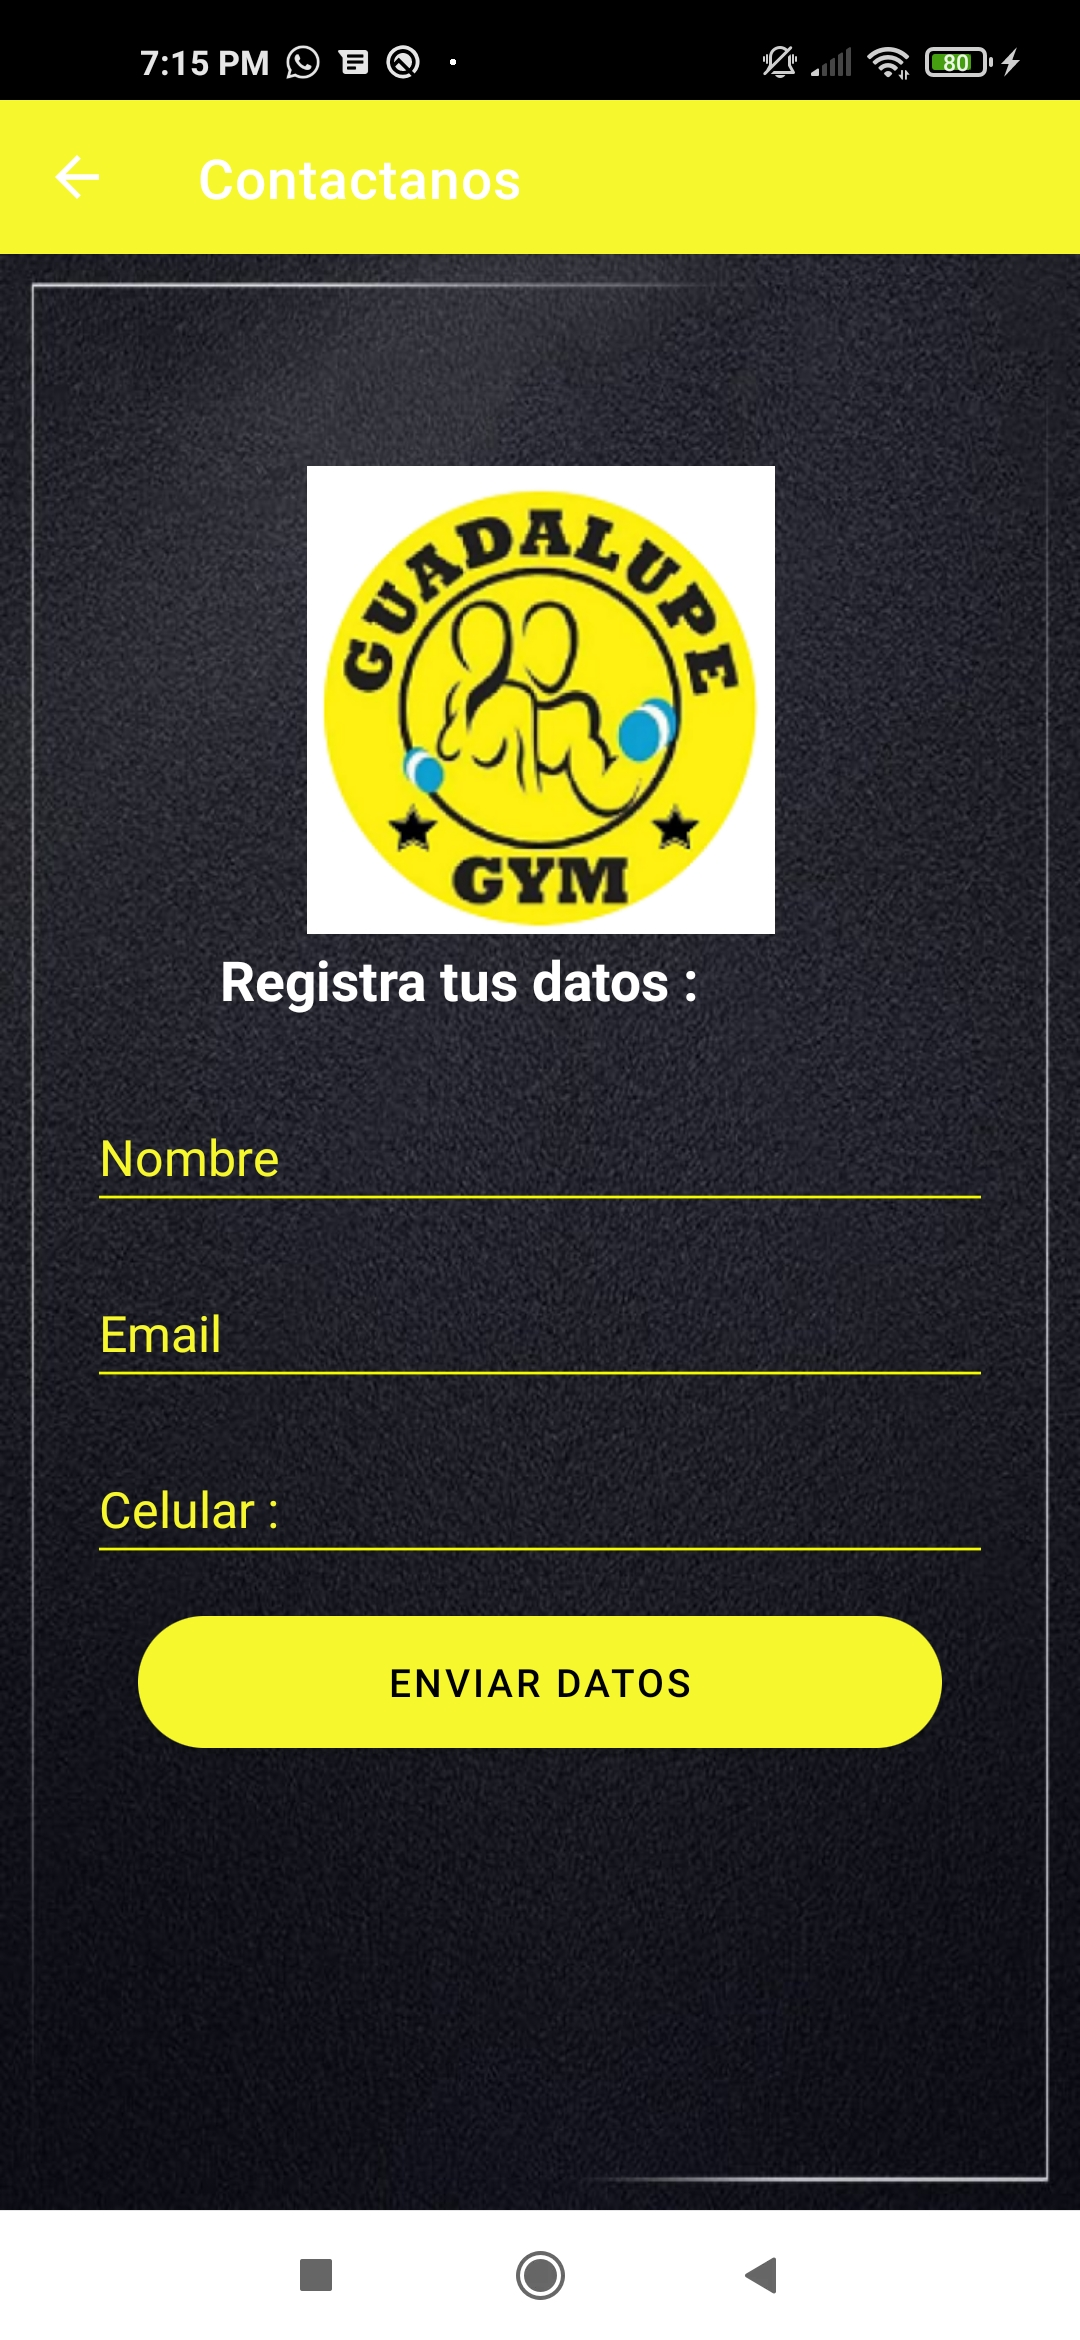 7:15 PM
80
Contactanos
GUADALUPE
GYM
Registra tus datos :
Nombre
Email
Celular :
ENVIAR DATOS